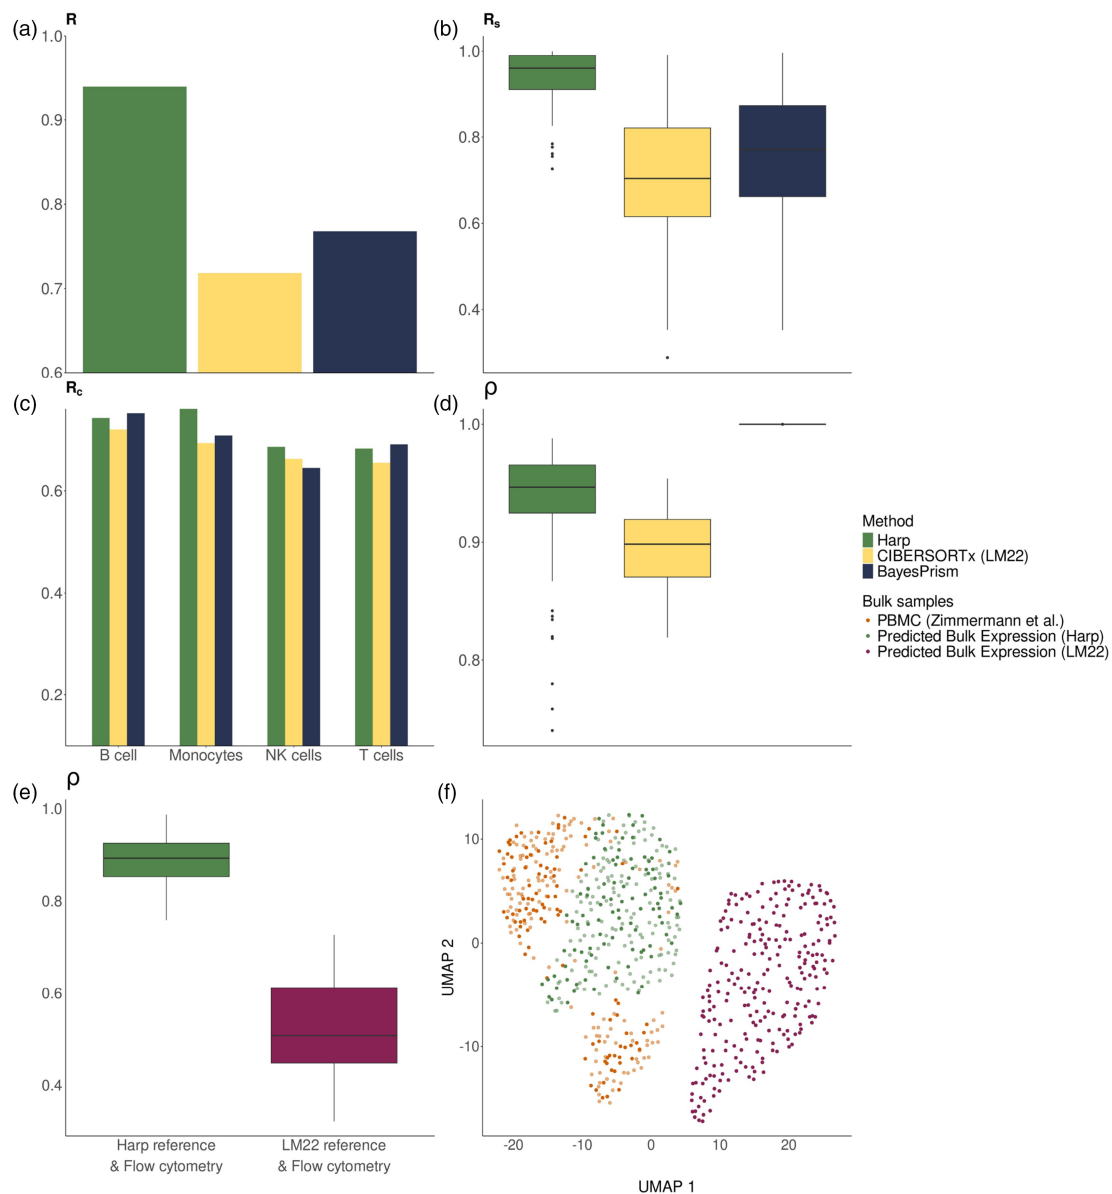 (a)
R
1.0
0.9
0.8
0.7
0.6
(b)
Rs
1.0
0.8
0.6
0.4
(c)
Rc
0.6
0.4
0.2
B cell Monocytes NK cells T cells
(d)
ρ
1.0
0.9
0.8
Method
Harp
CIBERSORTx (LM22)
BayesPrism
Bulk samples
PBMC (Zimmermann et al.)
Predicted Bulk Expression (Harp)
Predicted Bulk Expression (LM22)
(e)
ρ
1.0
0.8
0.6
0.4
Harp reference
& Flow cytometry
LM22 reference
& Flow cytometry
(f)
UMAP 2
10
0
-10
-20 -10 0 10 20
UMAP 1